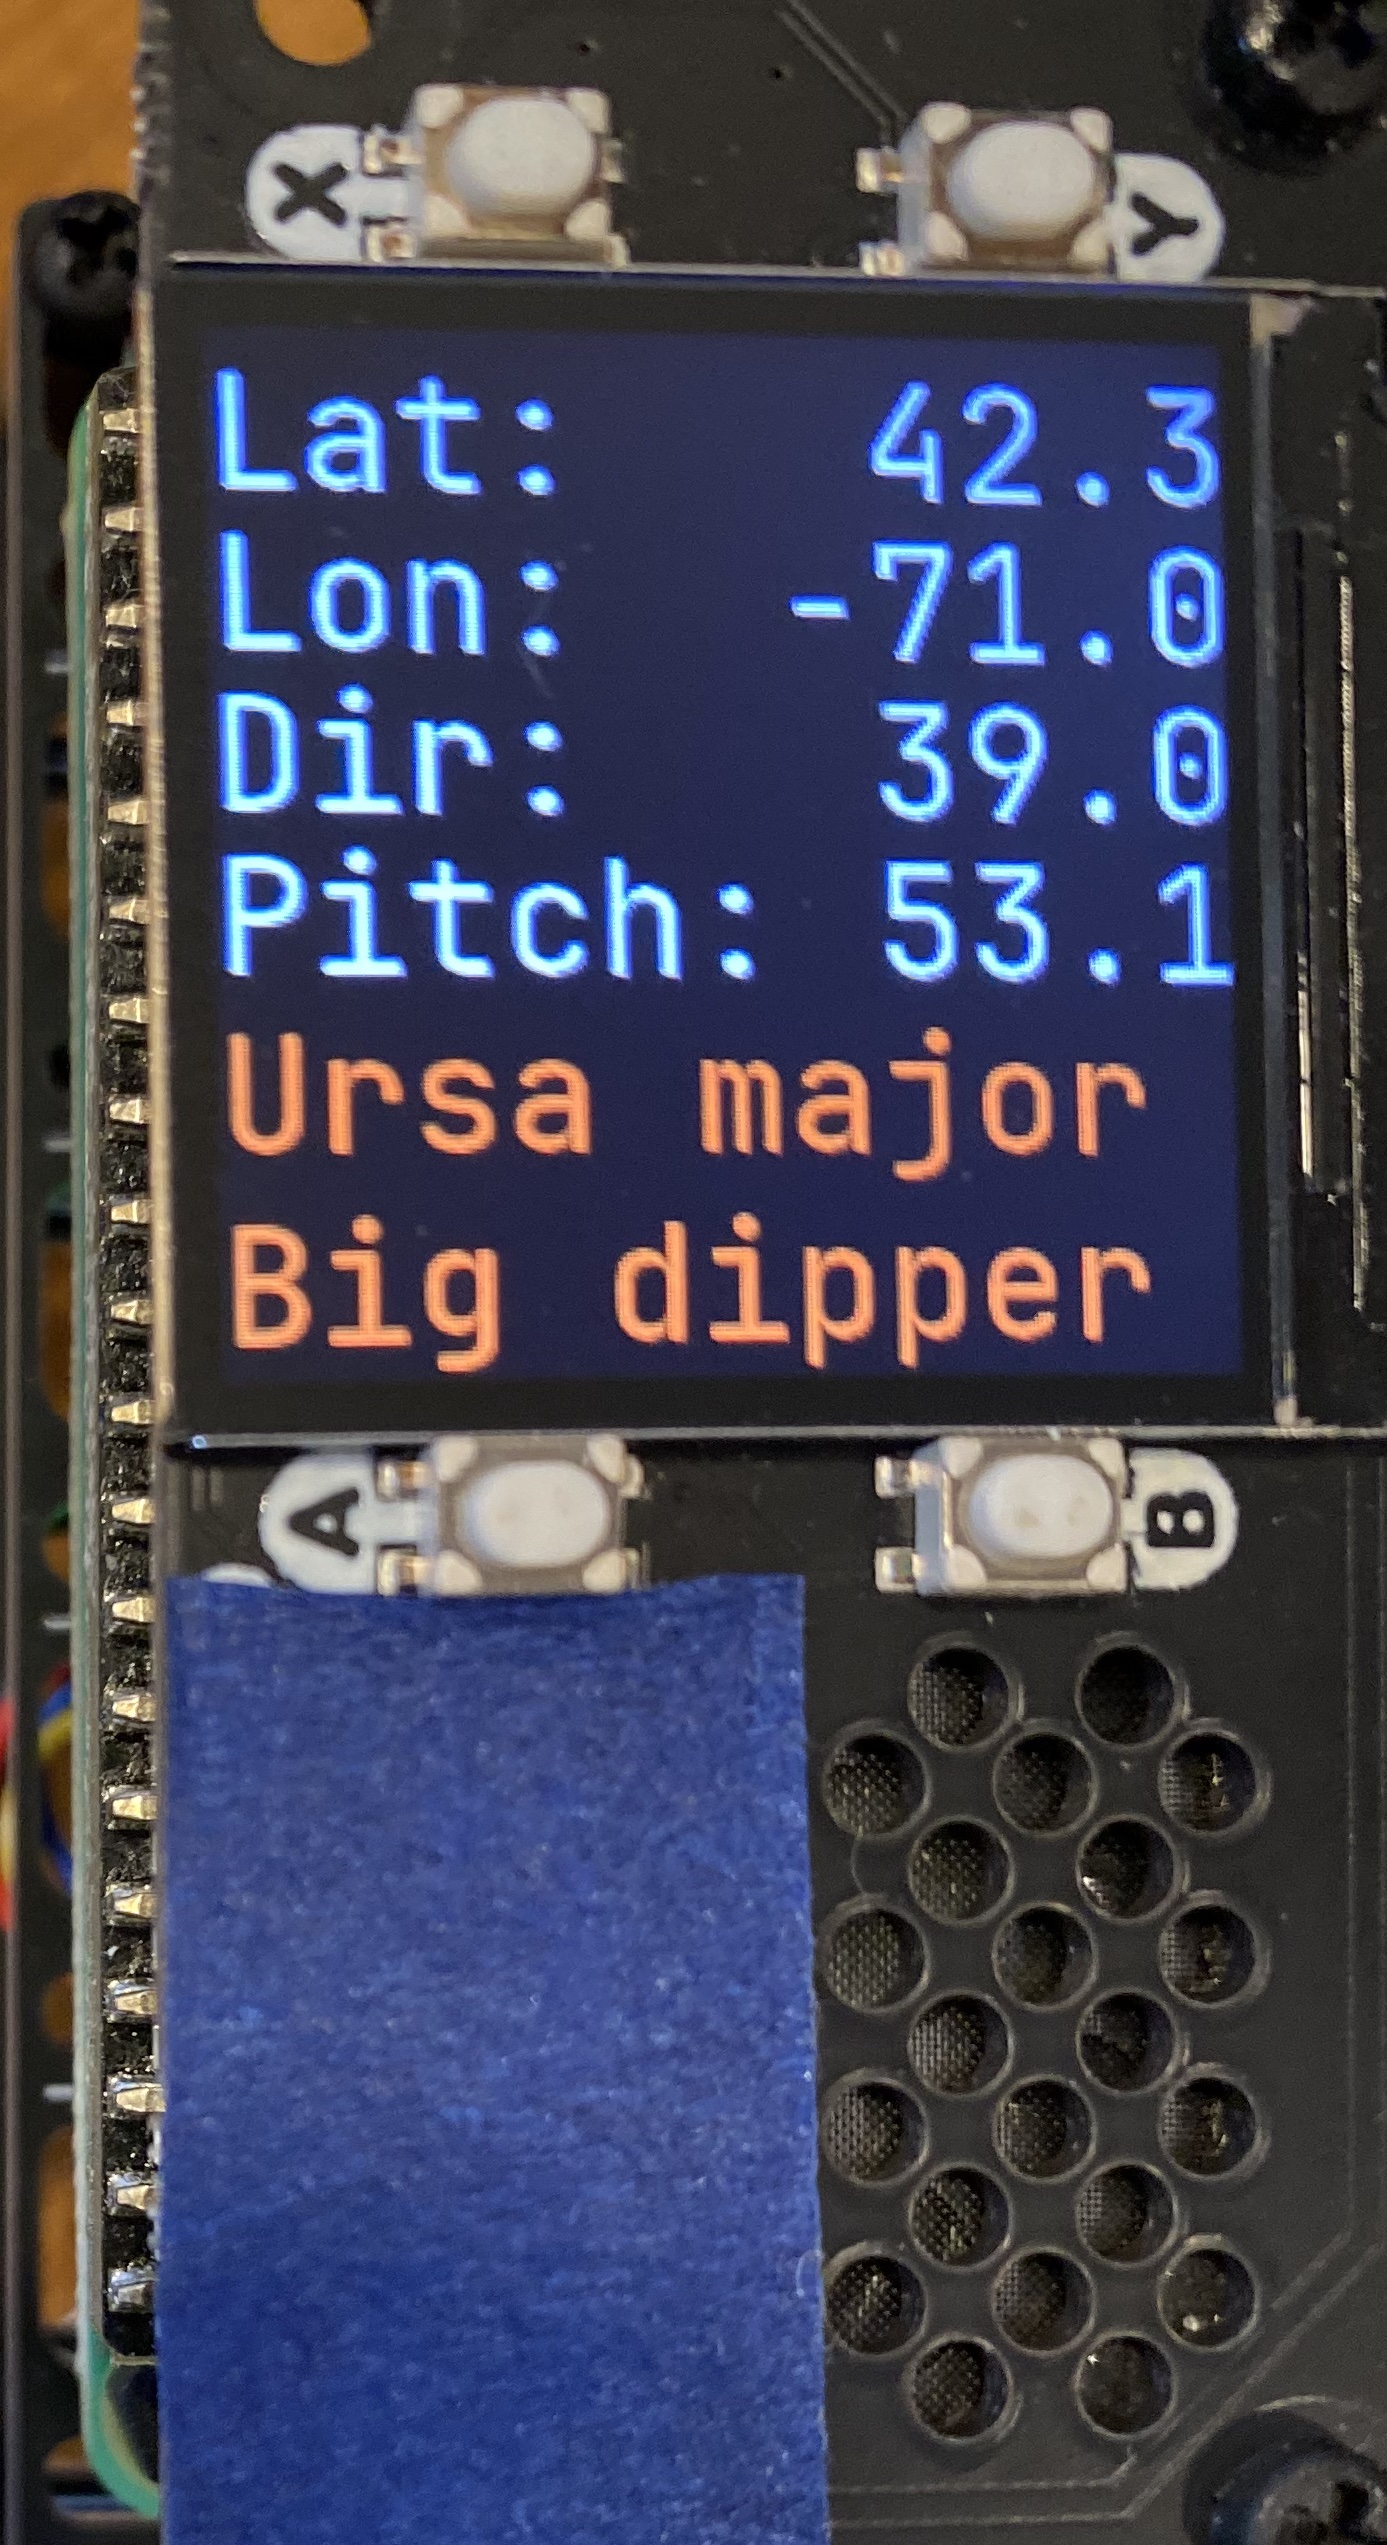 X Y
Lat: 42.3
Lon: -71.0
Dir: 39.0
Pitch: 53.1
Ursa major
Big dipper
A B